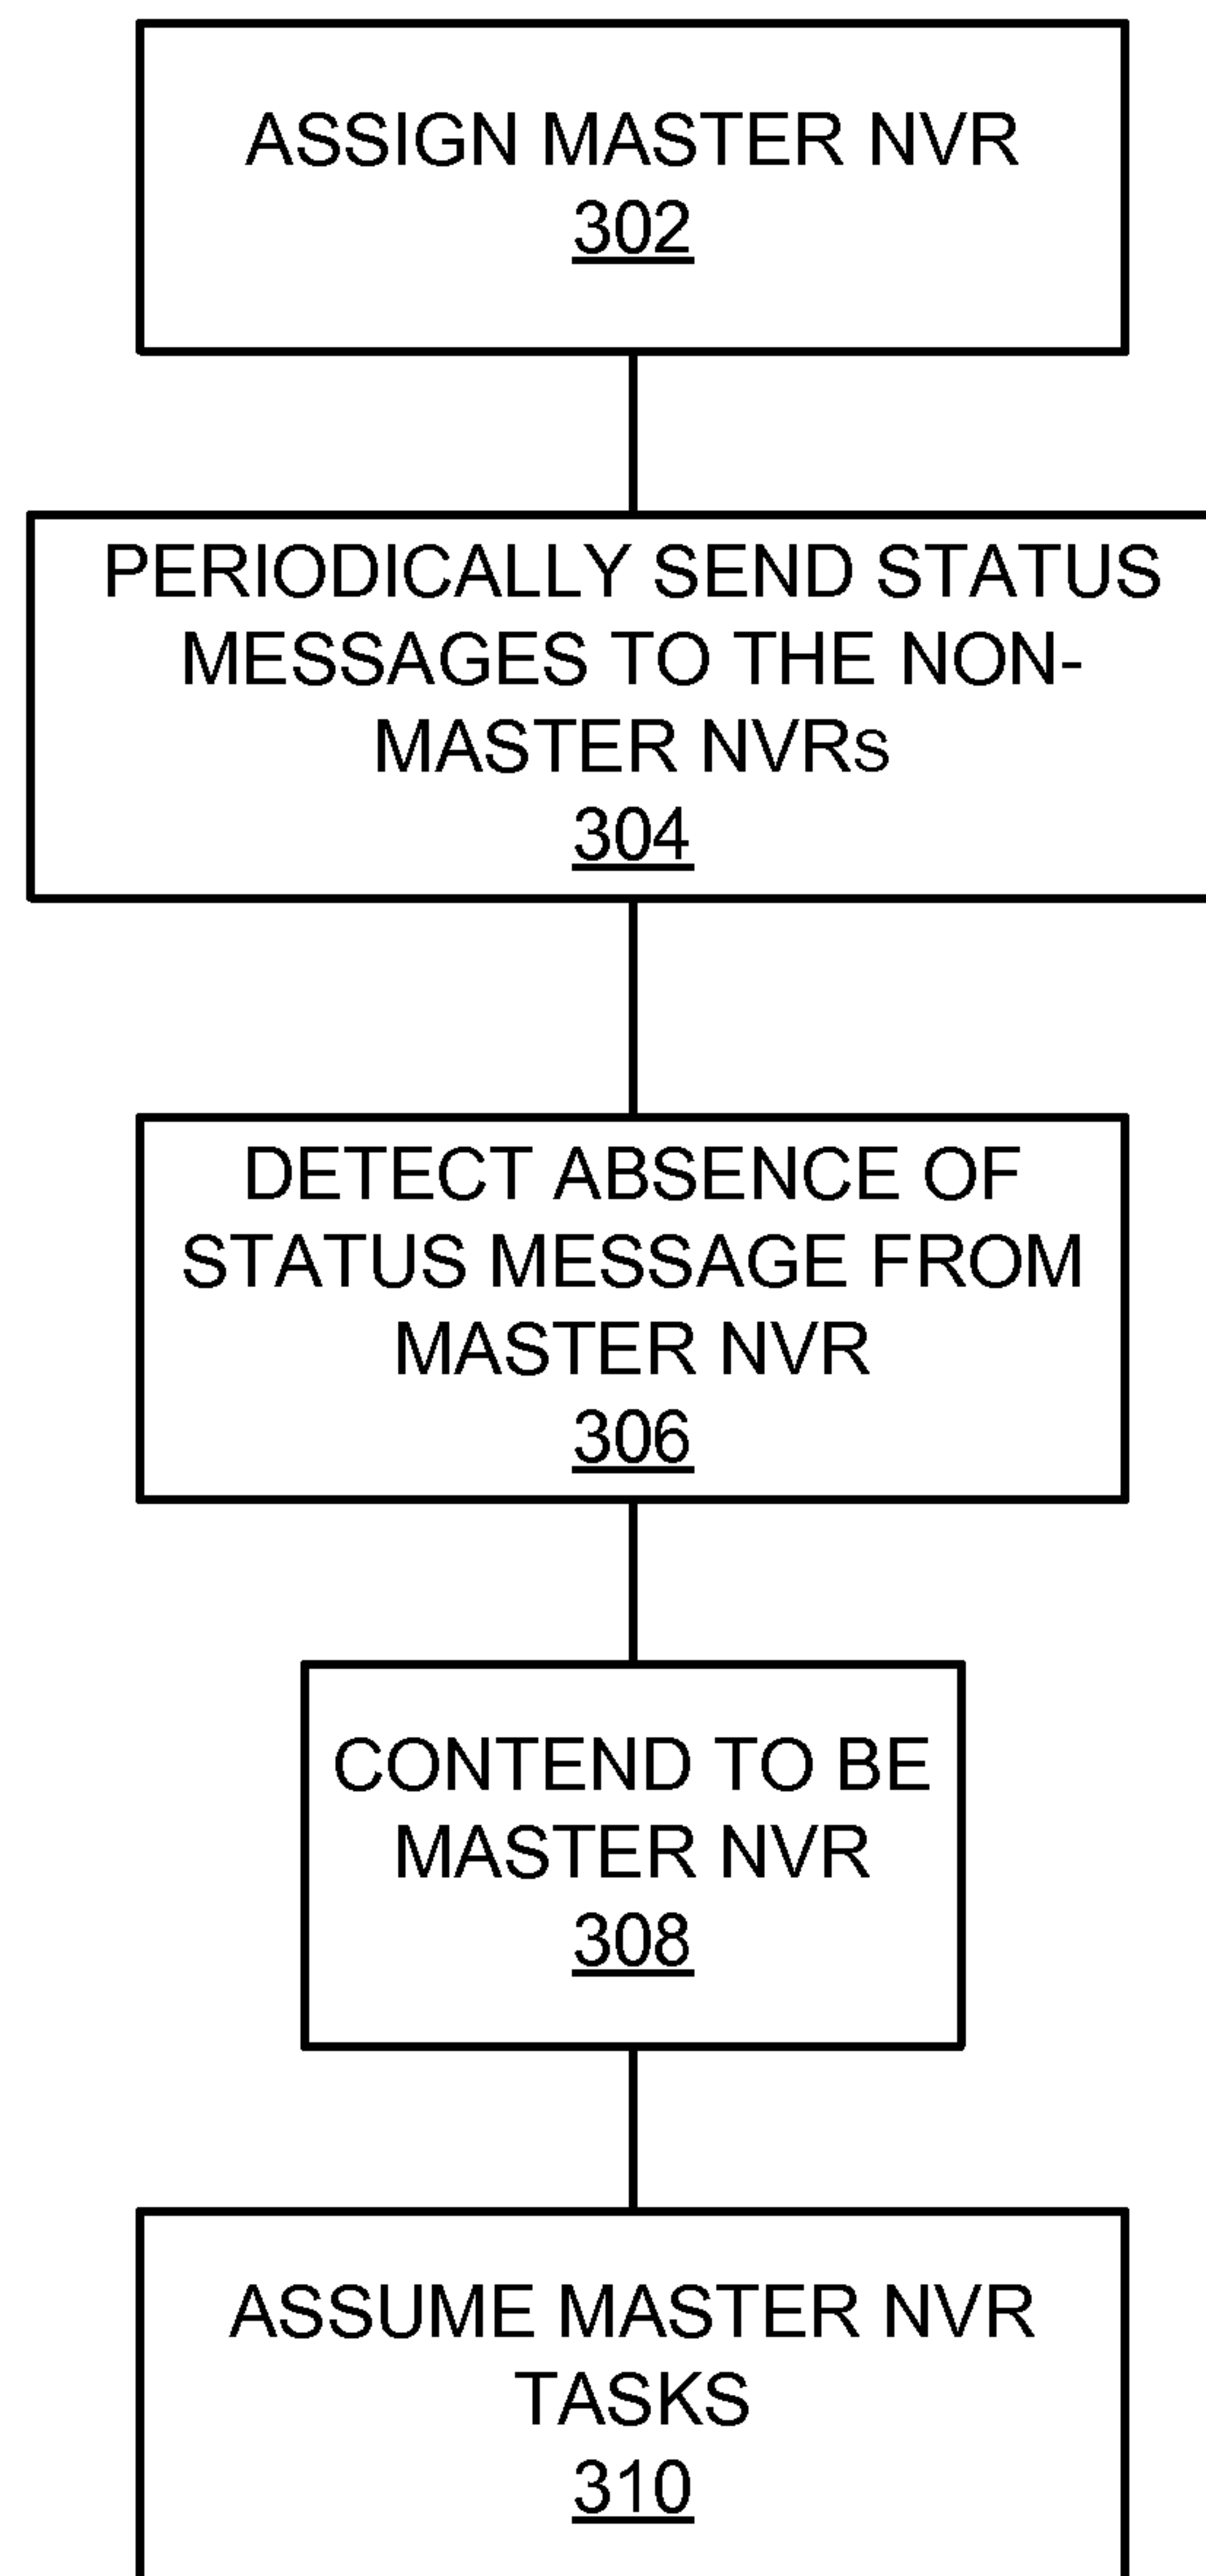 ASSIGN MASTER NVR
302
PERIODICALLY SEND STATUS
MESSAGES TO THE NON-
MASTER NVRs
304
DETECT ABSENCE OF
STATUS MESSAGE FROM
MASTER NVR
306
CONTEND TO BE
MASTER NVR
308
ASSUME MASTER NVR
TASKS
310